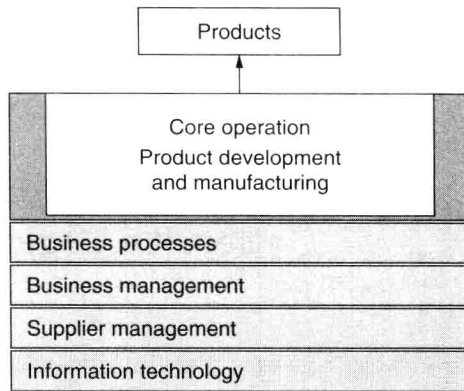 Products
Core operation
Product development
and manufacturing
Business processes
Business management
Supplier management
Information technology